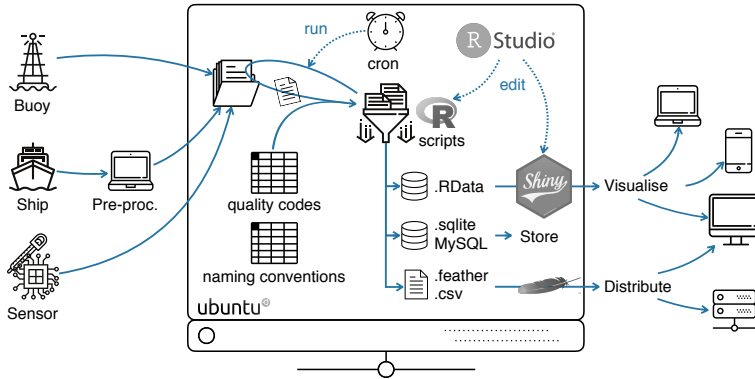 run
cron
R Studio
edit
Buoy
R
scripts
Ship
Pre-proc.
quality codes
.RData
Shiny
Visualise
.sqlite
MySQL
Store
naming conventions
.feather
.csv
Distribute
Sensor
ubuntu